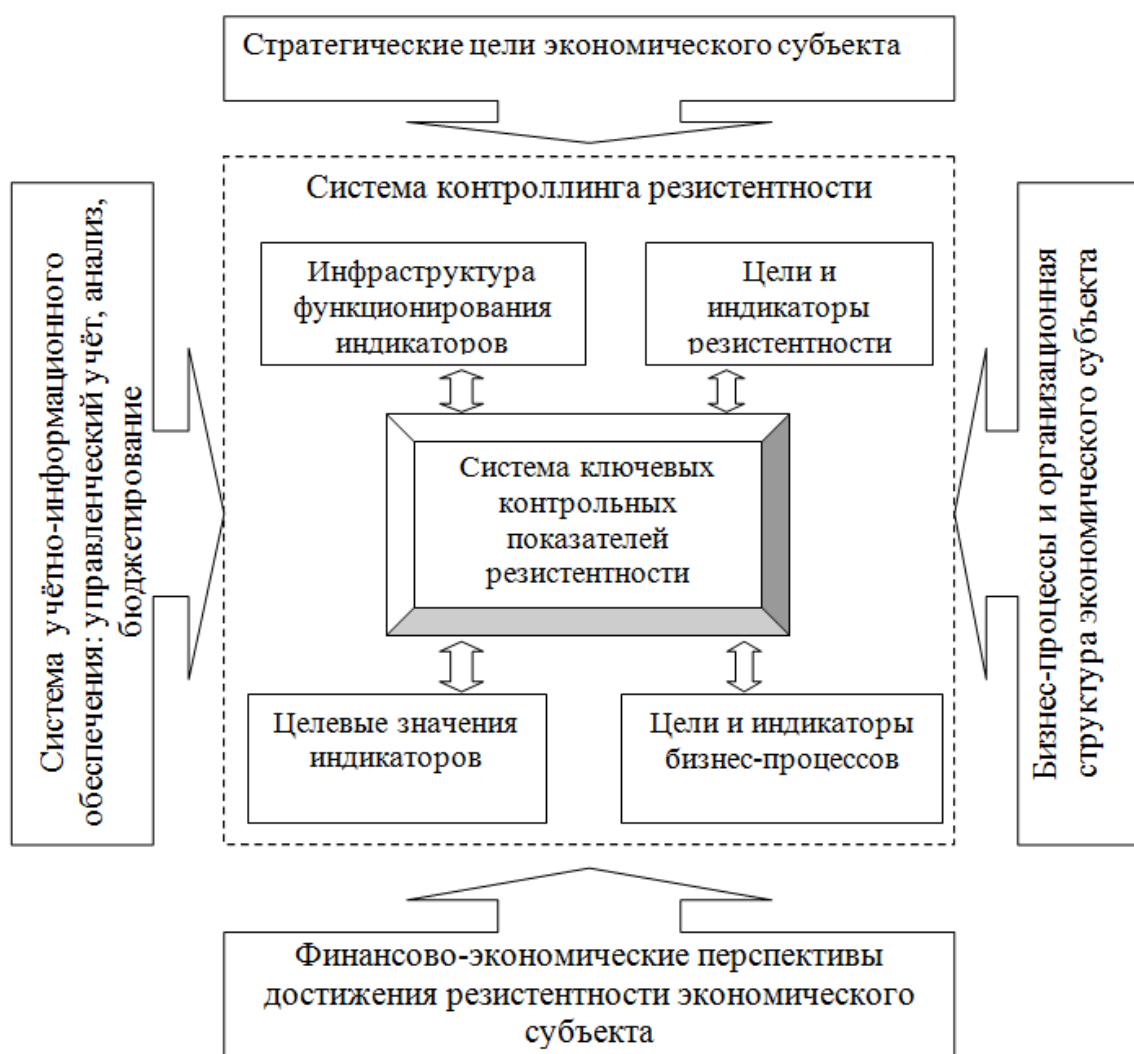 Стратегические цели экономического субъекта
Система контроллинга резистентности
Система учётно-информационного
обеспечения: управленческий учёт, анализ,
бюджетирование
Инфраструктура
функционирования
индикаторов
Цели и
индикаторы
резистентности
Система ключевых
контрольных
показателей
резистентности
Целевые значения
индикаторов
Цели и индикаторы
бизнес-процессов
Бизнес-процессы и организационная
структура экономического субъекта
Финансово-экономические перспективы
достижения резистентности экономического
субъекта